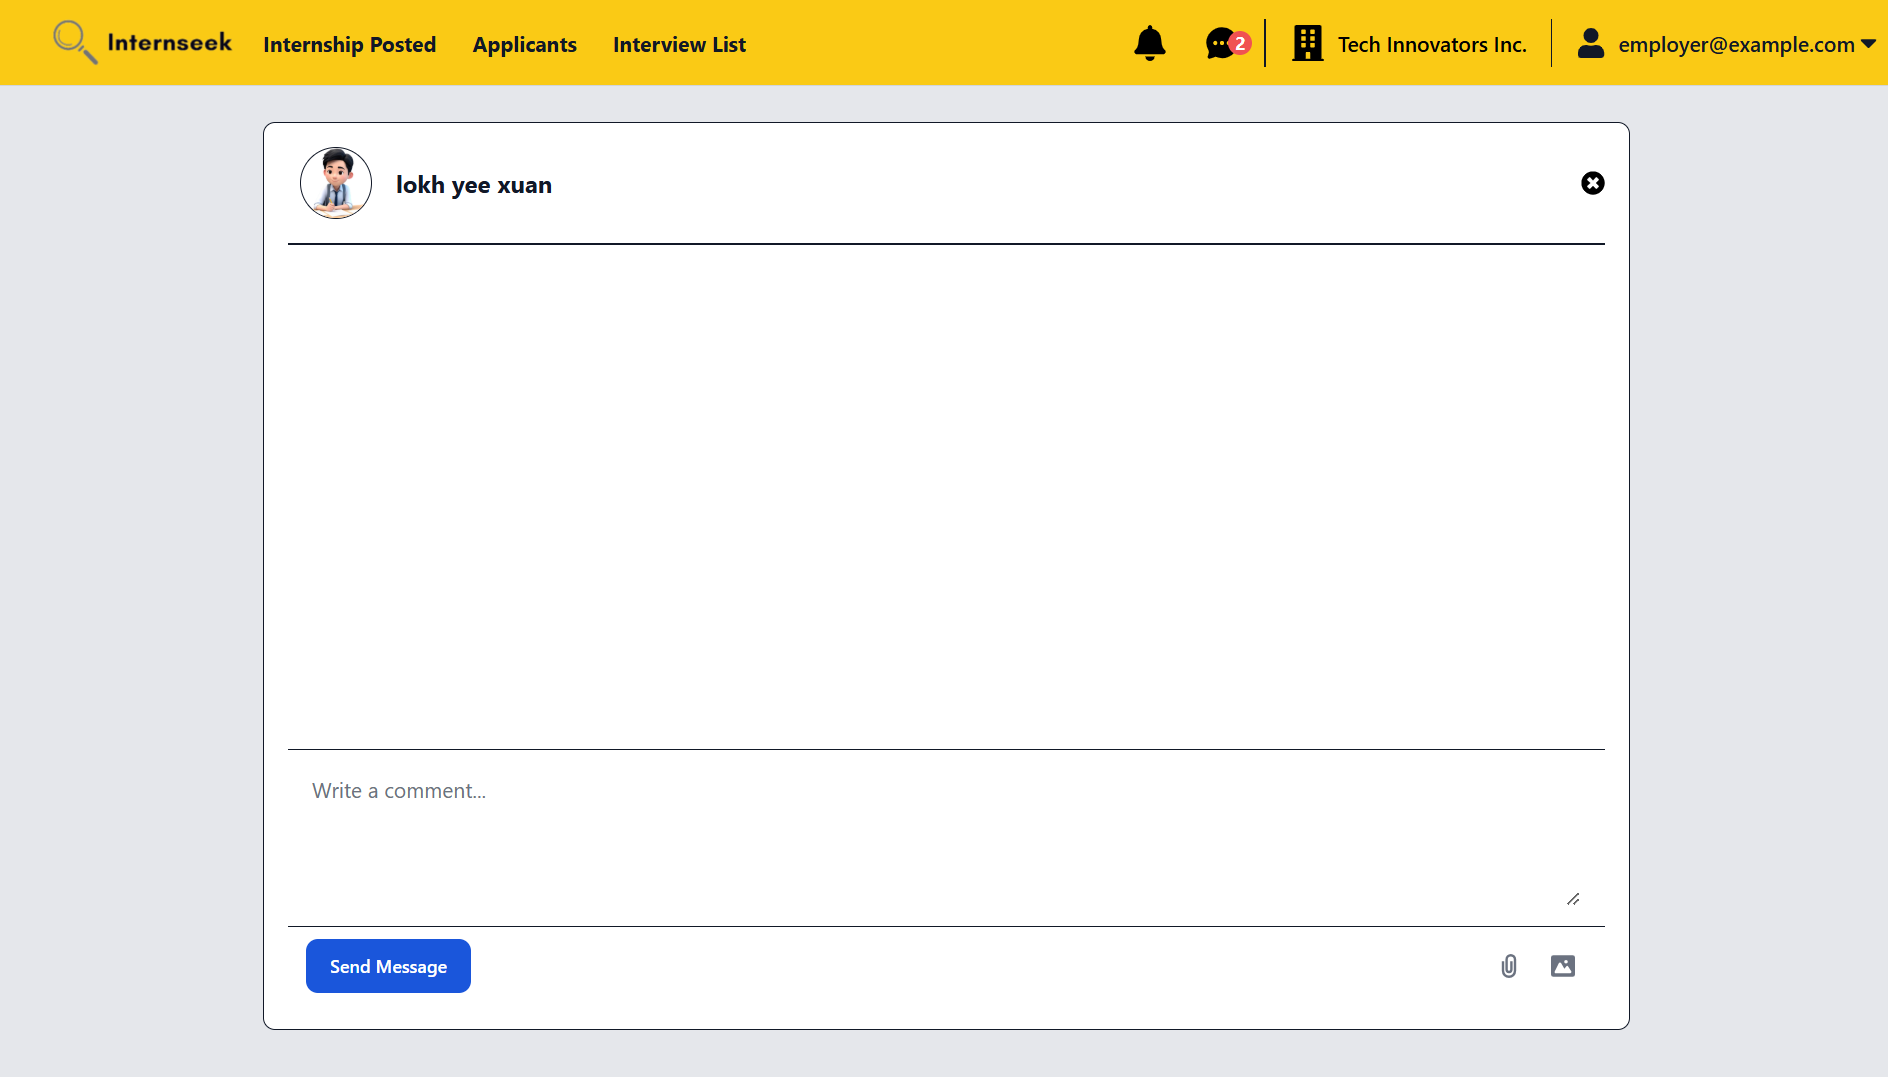 Internseek Internship Posted Applicants Interview List 2 Tech Innovators Inc. employer@example.com
lokh yee xuan
Write a comment...
Send Message